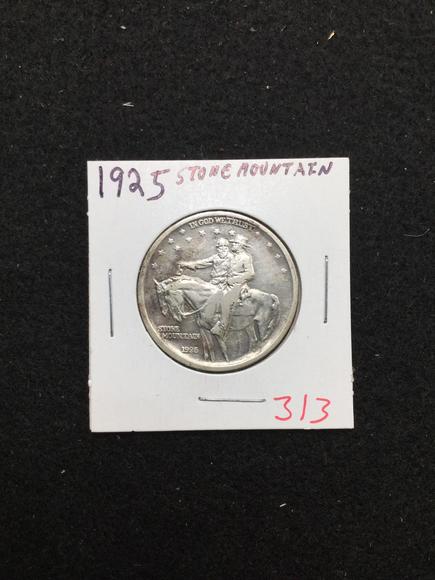 1925 STONE MOUNTAIN
IN GOD WE TRUST
STONE
MOUNTAIN
1925
313